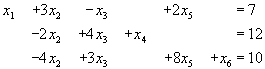 x₁ +3x₂ −x₃ +2x₅ = 7
−2x₂ +4x₃ +x₄ = 12
−4x₂ +3x₃ +8x₅ +x₆ = 10